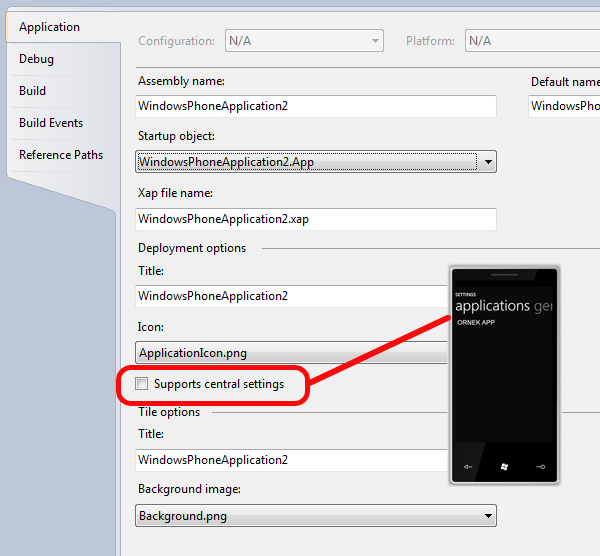 Application
Debug
Build
Build Events
Reference Paths
Configuration: N/A Platform: N/A
Assembly name: Default name
WindowsPhoneApplication2 WindowsPho
Startup object:
WindowsPhoneApplication2.App
Xap file name:
WindowsPhoneApplication2.xap
Deployment options
Title:
WindowsPhoneApplication2
Icon:
ApplicationIcon.png
Supports central settings
Tile options
Title:
WindowsPhoneApplication2
Background image:
Background.png
SETTINGS
applications ger
ORNEK APP